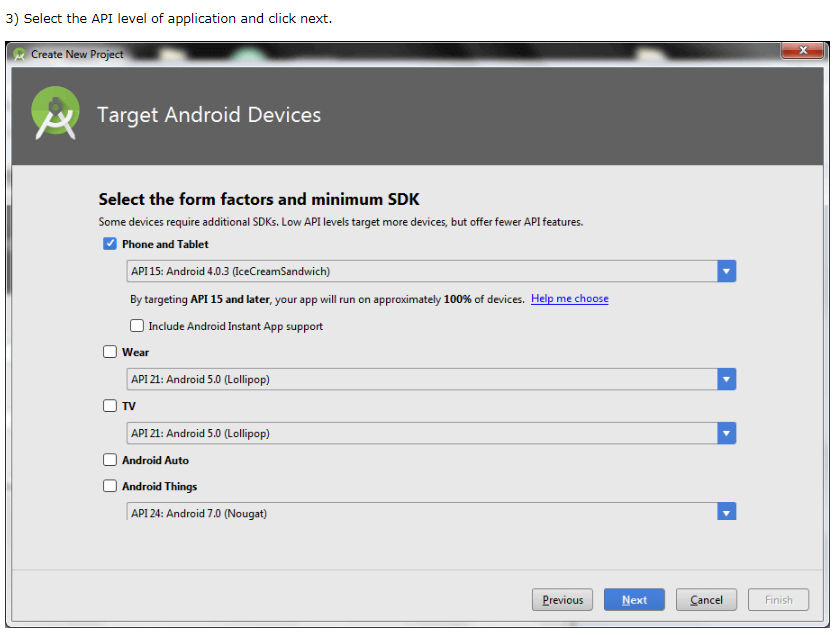 3) Select the API level of application and click next.
Create New Project
Target Android Devices
Select the form factors and minimum SDK
Some devices require additional SDKs. Low API levels target more devices, but offer fewer API features.
Phone and Tablet
API 15: Android 4.0.3 (IceCreamSandwich)
By targeting API 15 and later, your app will run on approximately 100% of devices. Help me choose
Include Android Instant App support
Wear
API 21: Android 5.0 (Lollipop)
TV
API 21: Android 5.0 (Lollipop)
Android Auto
Android Things
API 24: Android 7.0 (Nougat)
Previous Next Cancel Finish